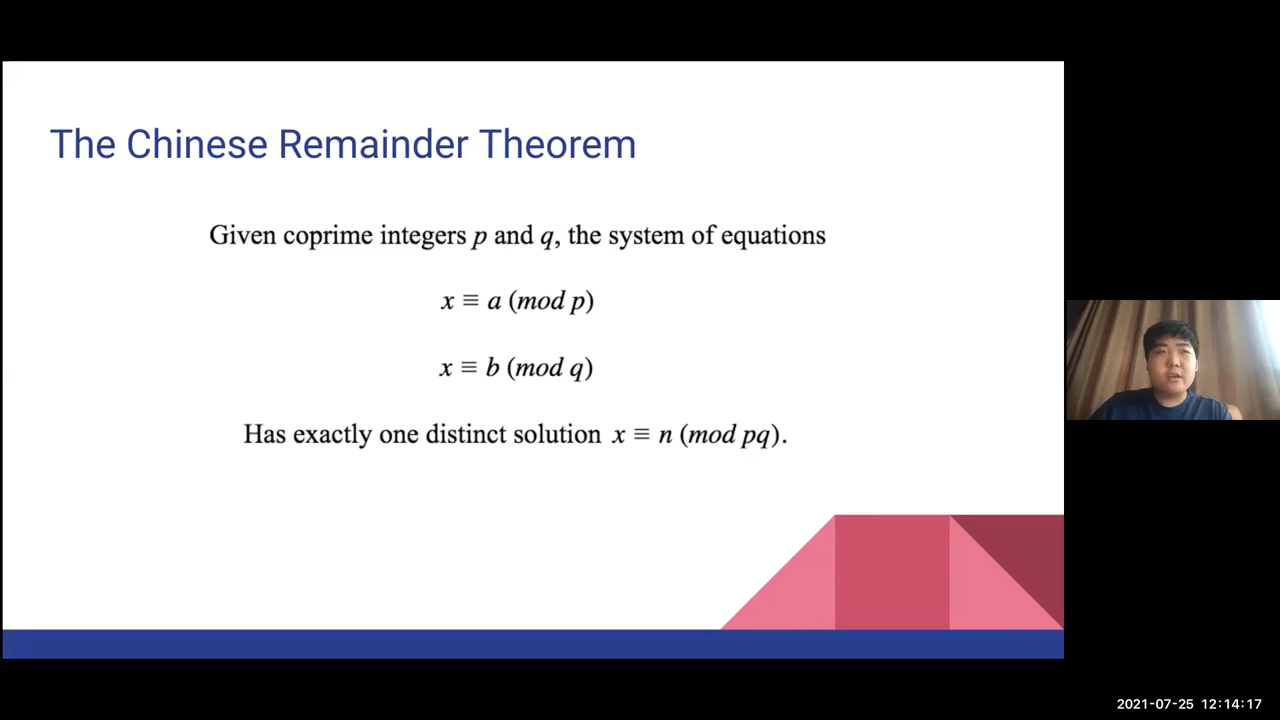 The Chinese Remainder Theorem
Given coprime integers p and q, the system of equations
x ≡ a (mod p)
x ≡ b (mod q)
Has exactly one distinct solution x ≡ n (mod pq).
2021-07-25 12:14:17